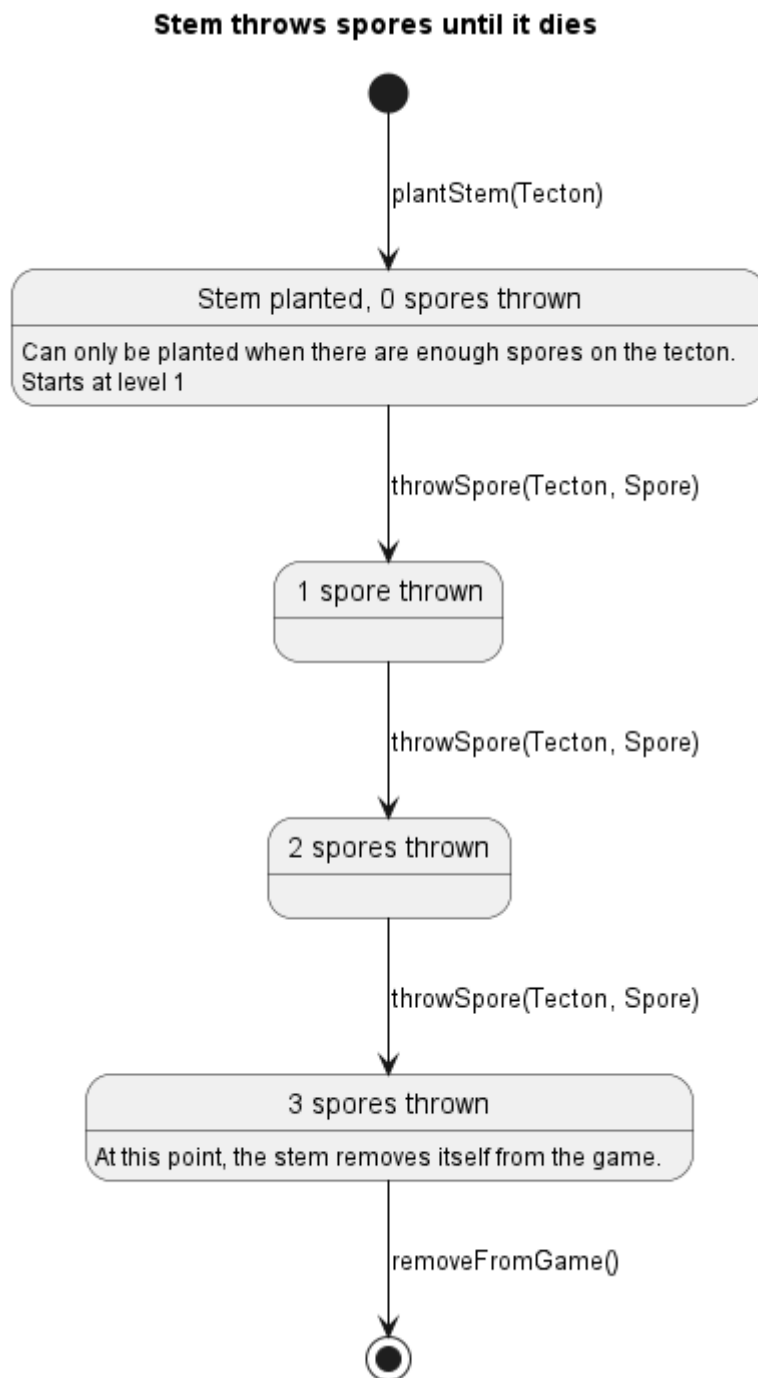 Stem throws spores until it dies
plantStem(Tecton)
Stem planted, 0 spores thrown
Can only be planted when there are enough spores on the tecton.
Starts at level 1
throwSpore(Tecton, Spore)
1 spore thrown
throwSpore(Tecton, Spore)
2 spores thrown
throwSpore(Tecton, Spore)
3 spores thrown
At this point, the stem removes itself from the game.
removeFromGame()